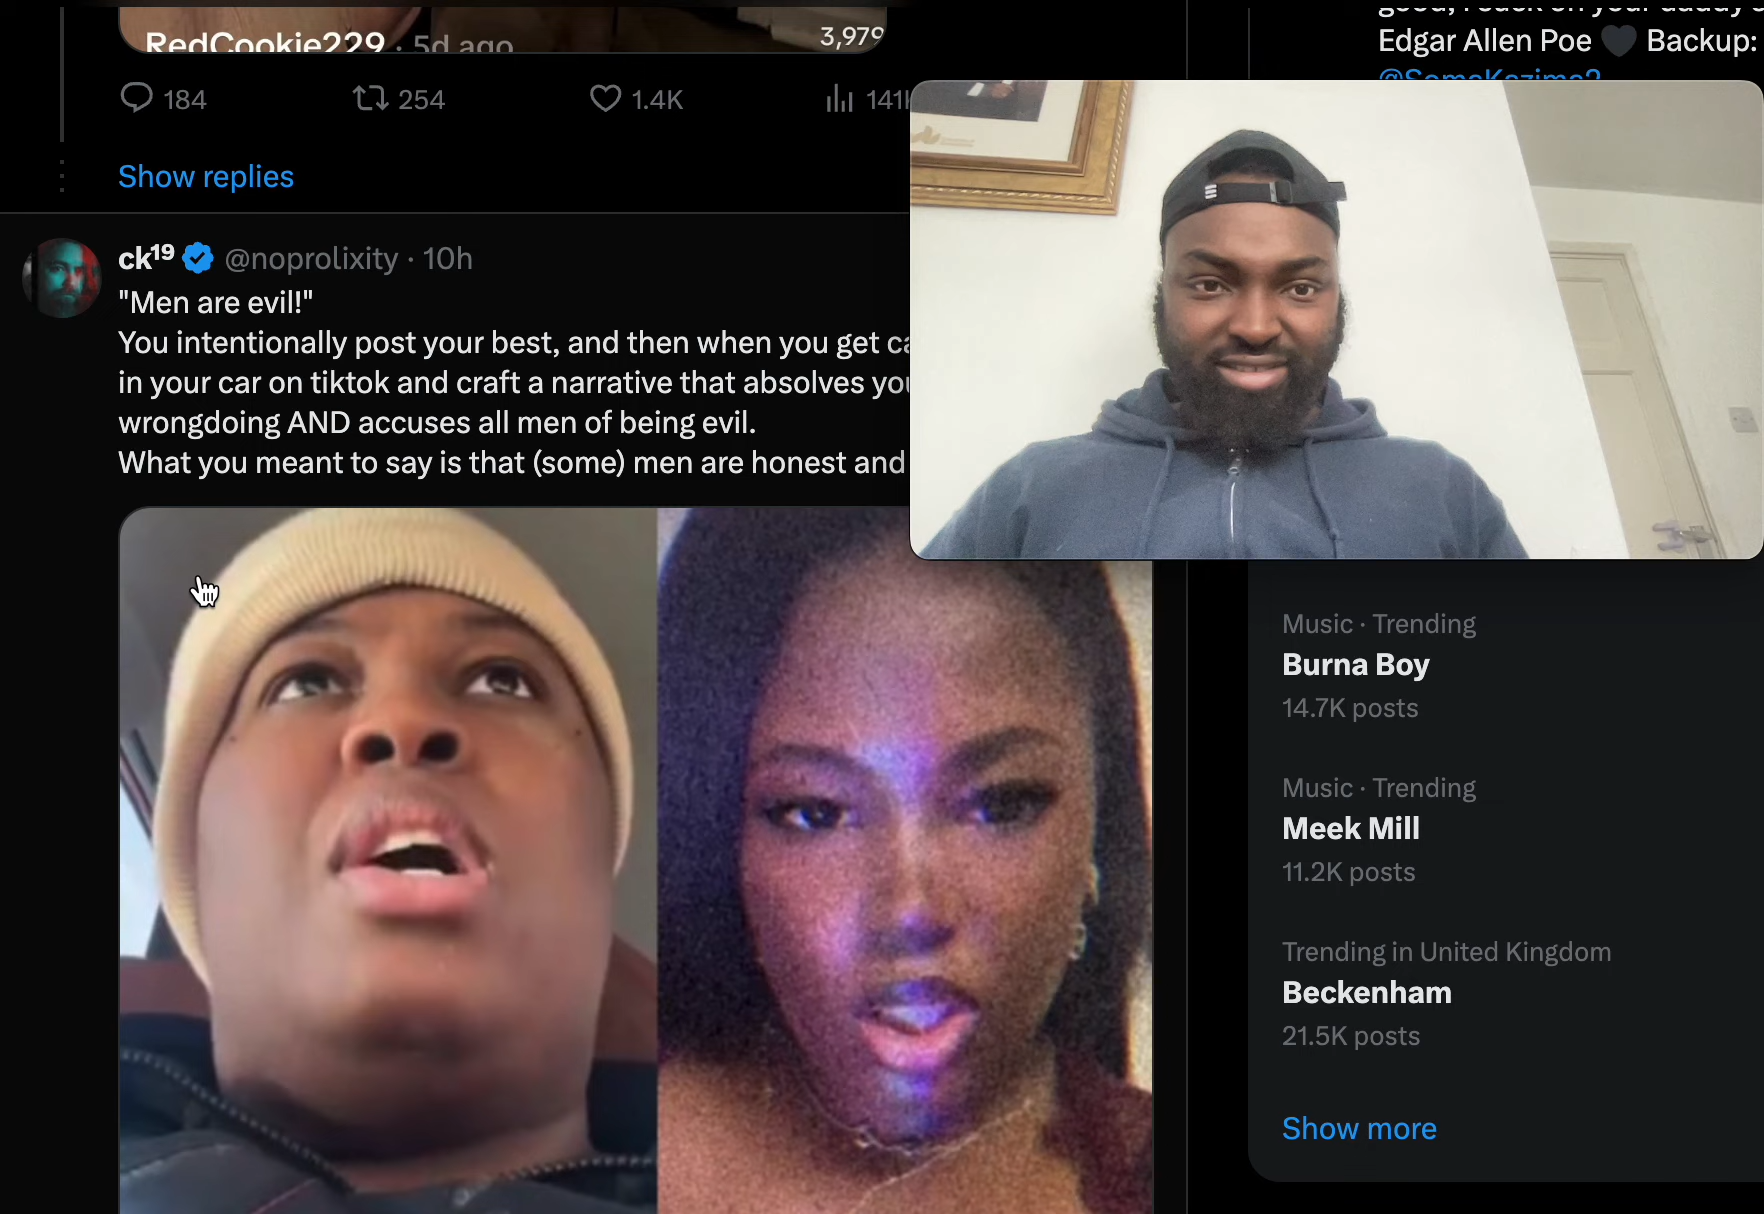 RedCookie229 · 5d ago
3,979
184
254
1.4K
Show replies
ck¹⁹ @noprolixity · 10h
"Men are evil!"
You intentionally post your best, and then when you get
in your car on tiktok and craft a narrative that absolves
wrongdoing AND accuses all men of being evil.
What you meant to say is that (some) men are honest and
Edgar Allen Poe 🖤 Backup:
Music · Trending
Burna Boy
14.7K posts
Music · Trending
Meek Mill
11.2K posts
Trending in United Kingdom
Beckenham
21.5K posts
Show more